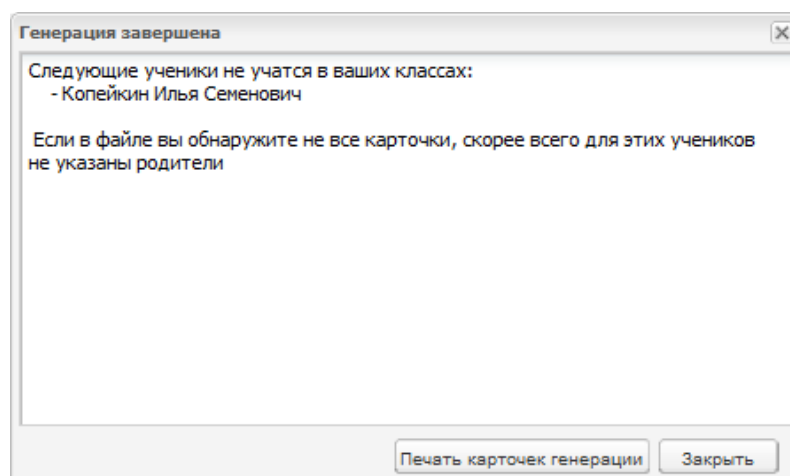 Генерация завершена
Следующие ученики не учатся в ваших классах:
- Копейкин Илья Семенович
Если в файле вы обнаружите не все карточки, скорее всего для этих учеников
не указаны родители
Печать карточек генерации
Закрыть